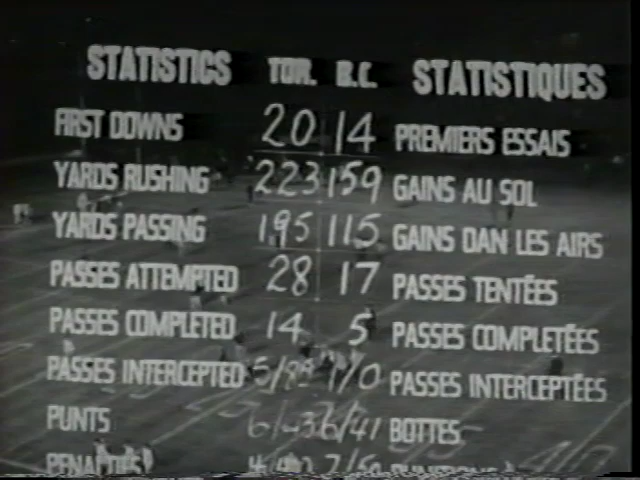 STATISTICS TOR. B.C. STATISTIQUES
FIRST DOWNS 20 14 PREMIERS ESSAIS
YARDS RUSHING 223 159 GAINS AU SOL
YARDS PASSING 195 115 GAINS DAN LES AIRS
PASSES ATTEMPTED 28 17 PASSES TENTÉES
PASSES COMPLETED 14 5 PASSES COMPLETÉES
PASSES INTERCEPTED 1/0 PASSES INTERCEPTÉES
PUNTS 6/41 BOTTES
PENALTIES